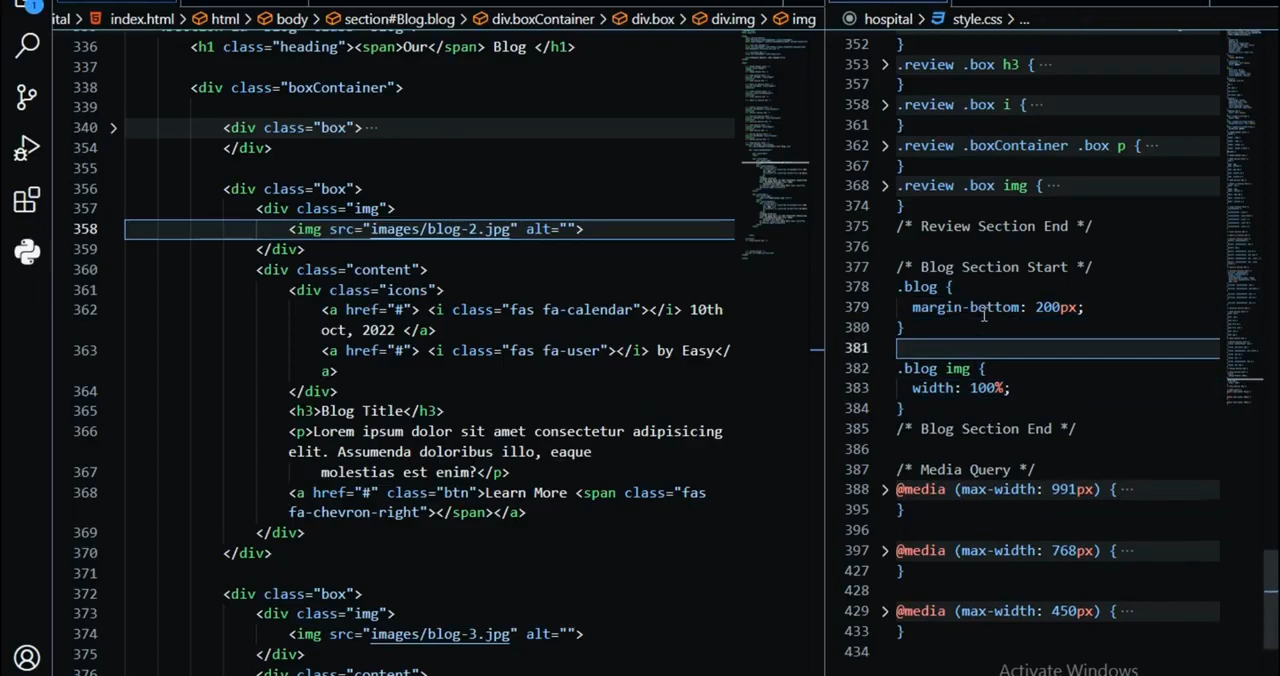 1
ital > index.html > html > body > section#Blog.blog > div.boxContainer > div.box > div.img > img
336 <h1 class="heading"><span>Our</span> Blog </h1>
337
338 <div class="boxContainer">
339
340 > <div class="box">…
354 </div>
355
356 <div class="box">
357 <div class="img">
358 <img src="images/blog-2.jpg" alt="">
359 </div>
360 <div class="content">
361 <div class="icons">
362 <a href="#"> <i class="fas fa-calendar"></i> 10th
oct, 2022 </a>
363 <a href="#"> <i class="fas fa-user"></i> by Easy</
a>
364 </div>
365 <h3>Blog Title</h3>
366 <p>Lorem ipsum dolor sit amet consectetur adipisicing
elit. Assumenda doloribus illo, eaque
367 molestias est enim?</p>
368 <a href="#" class="btn">Learn More <span class="fas
fa-chevron-right"></span></a>
369 </div>
370 </div>
371
372 <div class="box">
373 <div class="img">
374 <img src="images/blog-3.jpg" alt="">
375 </div>
376 <div class="content">
hospital > style.css > ...
352 }
353 > .review .box h3 {…
357 }
358 > .review .box i {…
361 }
362 > .review .boxContainer .box p {…
367 }
368 > .review .box img {…
374 }
375 /* Review Section End */
376
377 /* Blog Section Start */
378 .blog {
379 margin-bottom: 200px;
380 }
381
382 .blog img {
383 width: 100%;
384 }
385 /* Blog Section End */
386
387 /* Media Query */
388 > @media (max-width: 991px) {…
395 }
396
397 > @media (max-width: 768px) {…
427 }
428
429 > @media (max-width: 450px) {…
433 }
434
Activate Windows